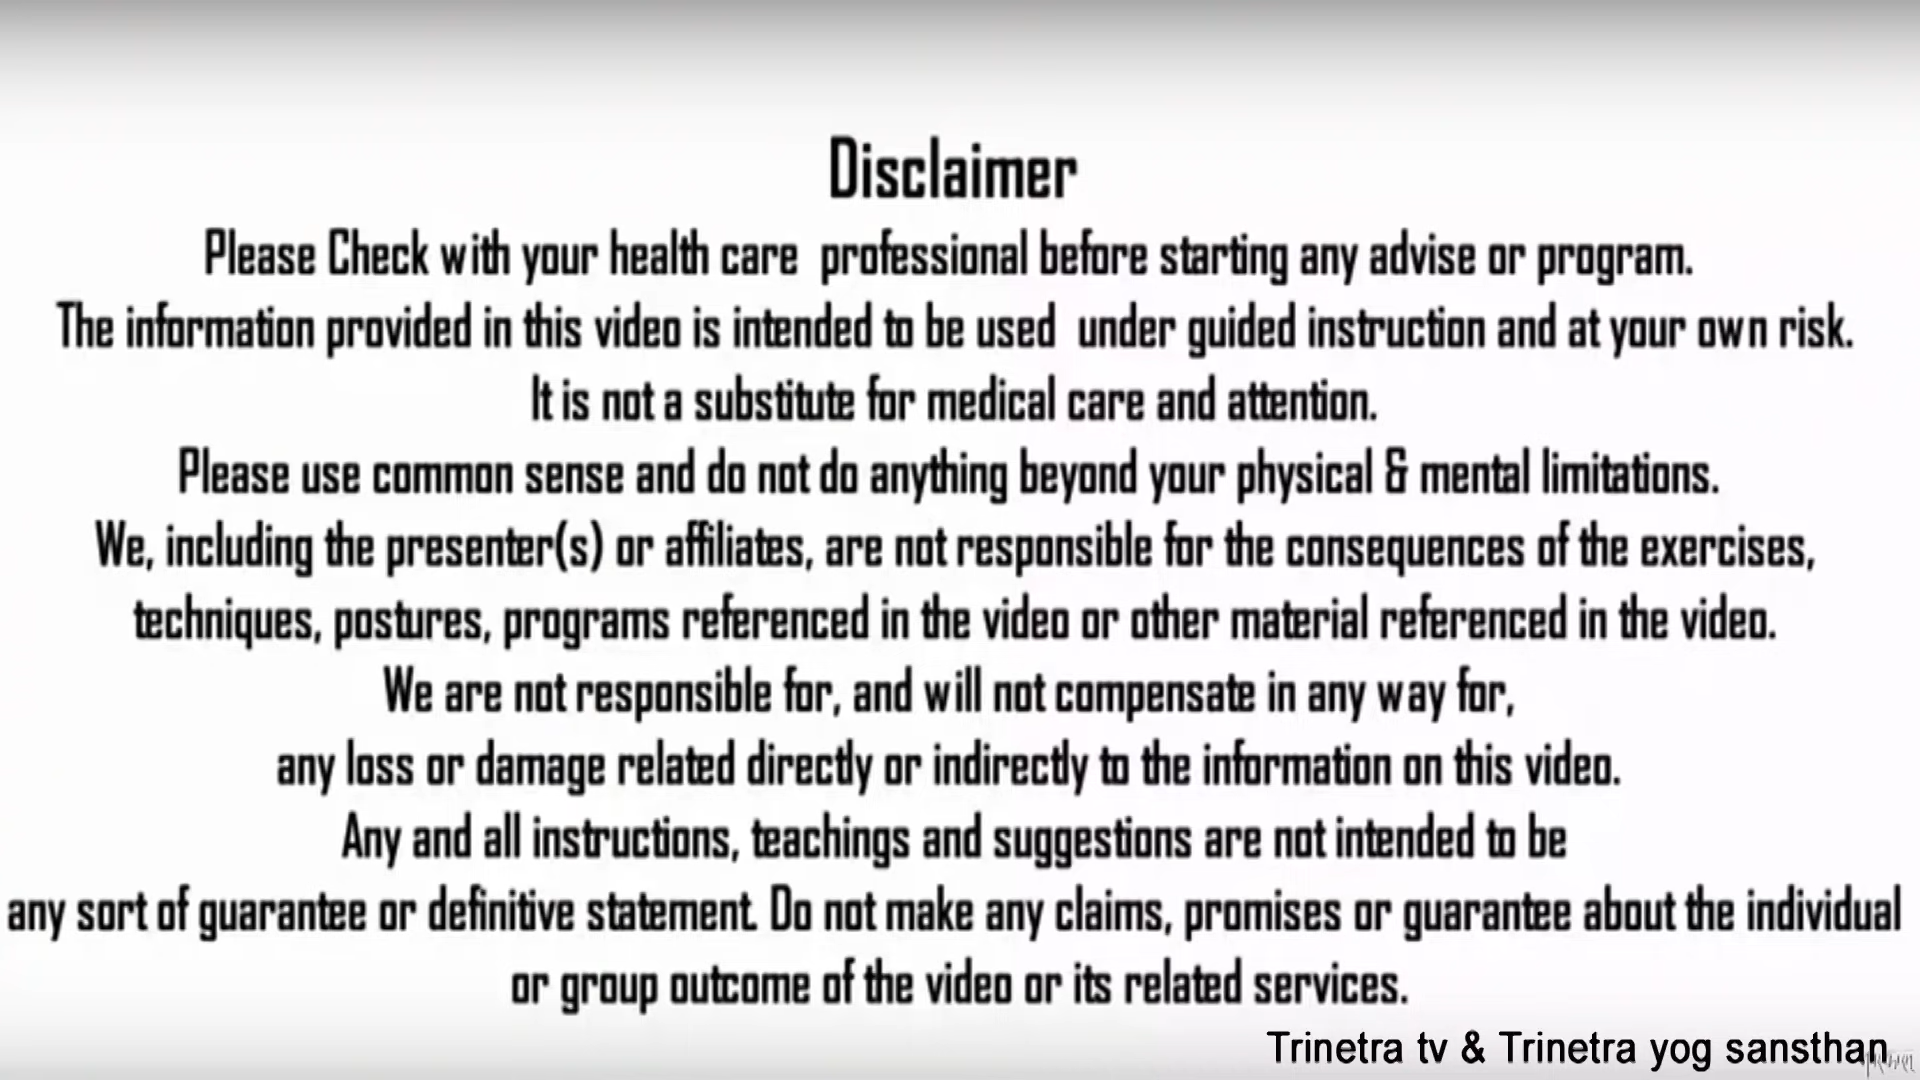 Disclaimer
Please Check with your health care professional before starting any advise or program.
The information provided in this video is intended to be used under guided instruction and at your own risk.
It is not a substitute for medical care and attention.
Please use common sense and do not do anything beyond your physical & mental limitations.
We, including the presenter(s) or affiliates, are not responsible for the consequences of the exercises,
techniques, postures, programs referenced in the video or other material referenced in the video.
We are not responsible for, and will not compensate in any way for,
any loss or damage related directly or indirectly to the information on this video.
Any and all instructions, teachings and suggestions are not intended to be
any sort of guarantee or definitive statement. Do not make any claims, promises or guarantee about the individual
or group outcome of the video or its related services.
Trinetra tv & Trinetra yog sansthan